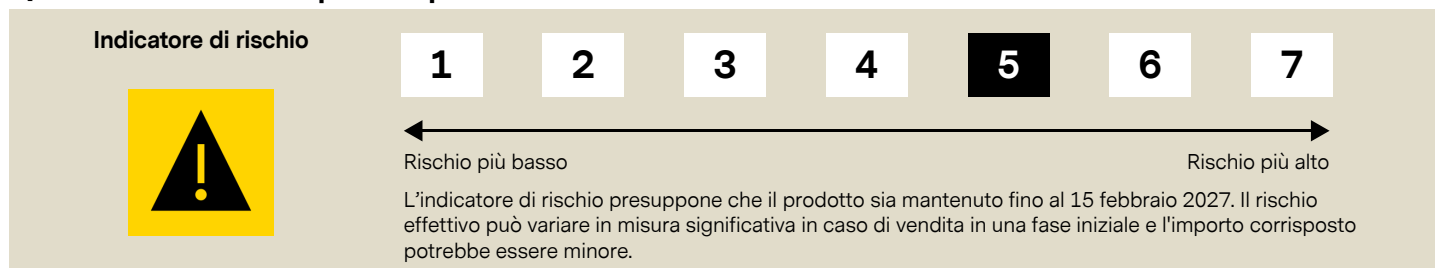 Indicatore di rischio
1 2 3 4 5 6 7
!
Rischio più basso Rischio più alto
L'indicatore di rischio presuppone che il prodotto sia mantenuto fino al 15 febbraio 2027. Il rischio
effettivo può variare in misura significativa in caso di vendita in una fase iniziale e l'importo corrisposto
potrebbe essere minore.